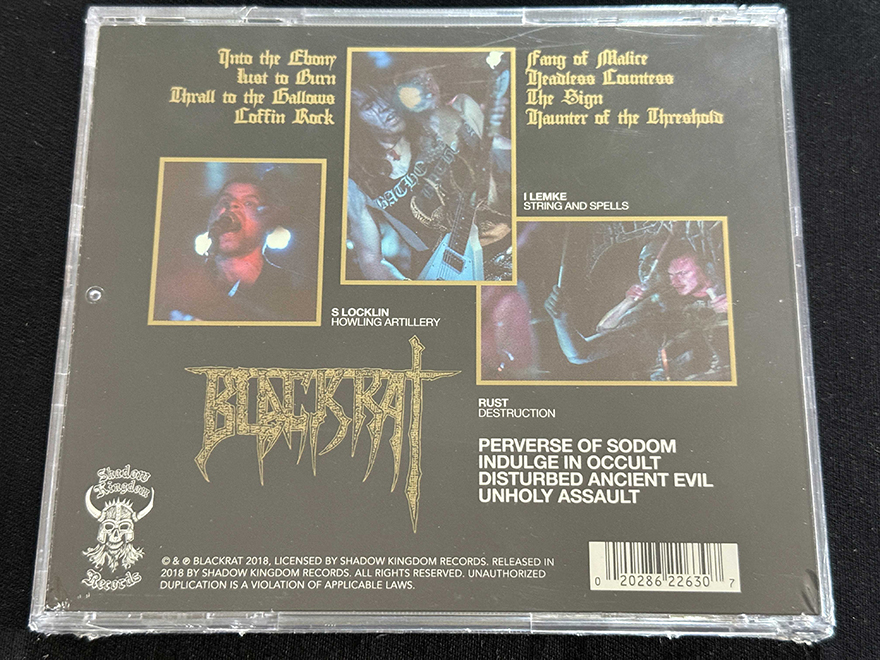 Into the Ebony
Lust to Burn
Thrall to the Gallows
Coffin Rock
Fang of Malice
Headless Countess
The Sign
Haunter of the Threshold
BATHORY
I LEMKE
STRING AND SPELLS
S LOCKLIN
HOWLING ARTILLERY
RUST
DESTRUCTION
BLACKRAT
PERVERSE OF SODOM
INDULGE IN OCCULT
DISTURBED ANCIENT EVIL
UNHOLY ASSAULT
Shadow
Kingdom
Records
© & ℗ BLACKRAT 2018, LICENSED BY SHADOW KINGDOM RECORDS. RELEASED IN
2018 BY SHADOW KINGDOM RECORDS. ALL RIGHTS RESERVED. UNAUTHORIZED
DUPLICATION IS A VIOLATION OF APPLICABLE LAWS.
0 20286 22630 7